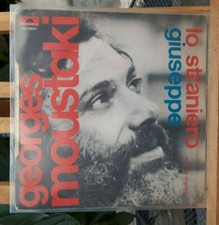 georges
moustaki
lo straniero
giuseppe